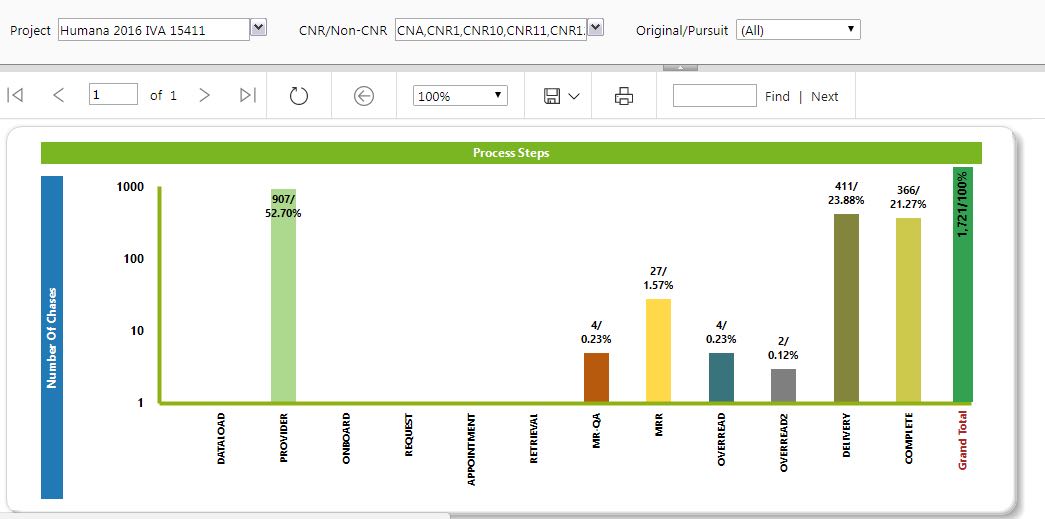 Project Humana 2016 IVA 15411 CNR/Non-CNR CNA,CNR1,CNR10,CNR11,CNR1 Original/Pursuit (All)
1 of 1 100% Find | Next
Process Steps
Number Of Chases
1000
100
10
1
907/
52.70%
4/
0.23%
27/
1.57%
4/
0.23%
2/
0.12%
411/
23.88%
366/
21.27%
1,721/100%
DATALOAD
PROVIDER
ONBOARD
REQUEST
APPOINTMENT
RETRIEVAL
MR-QA
MRR
OVERREAD
OVERREAD2
DELIVERY
COMPLETE
Grand Total